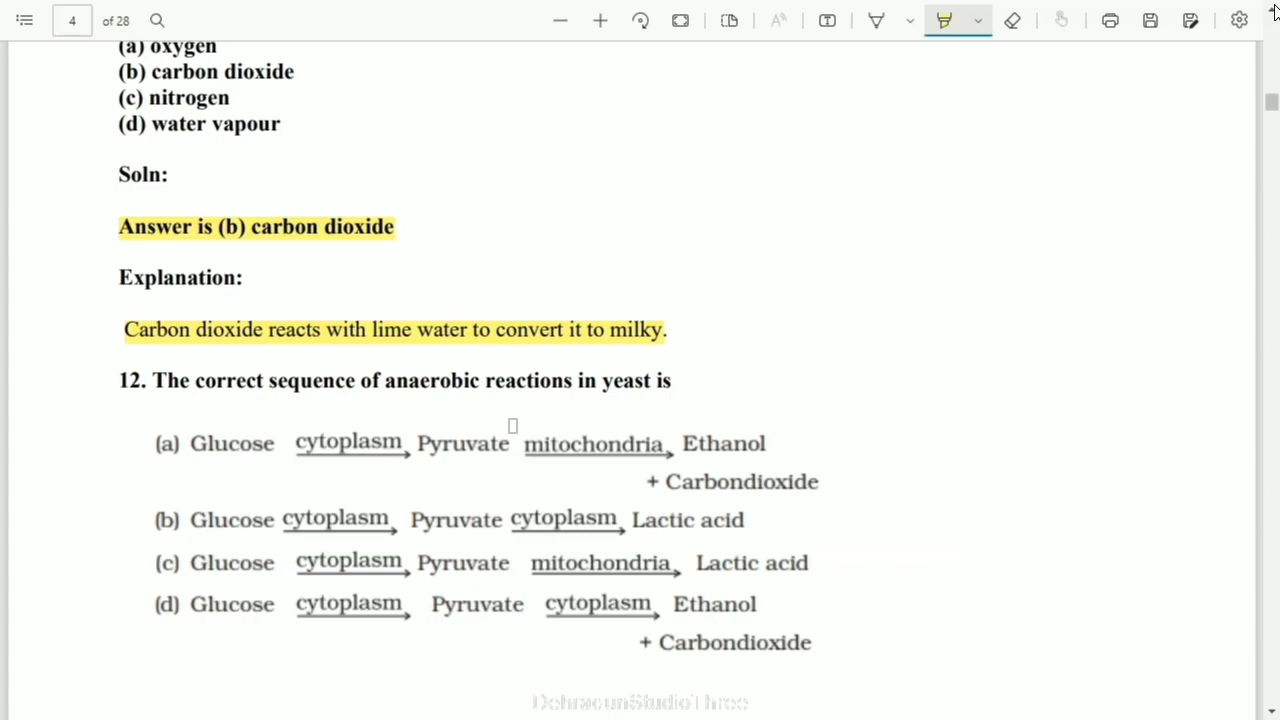 4 of 28
(a) oxygen
(b) carbon dioxide
(c) nitrogen
(d) water vapour
Soln:
Answer is (b) carbon dioxide
Explanation:
Carbon dioxide reacts with lime water to convert it to milky.
12. The correct sequence of anaerobic reactions in yeast is
(a) Glucose cytoplasm Pyruvate mitochondria Ethanol
+ Carbondioxide
(b) Glucose cytoplasm Pyruvate cytoplasm Lactic acid
(c) Glucose cytoplasm Pyruvate mitochondria Lactic acid
(d) Glucose cytoplasm Pyruvate cytoplasm Ethanol
+ Carbondioxide
DehradunStudioThree